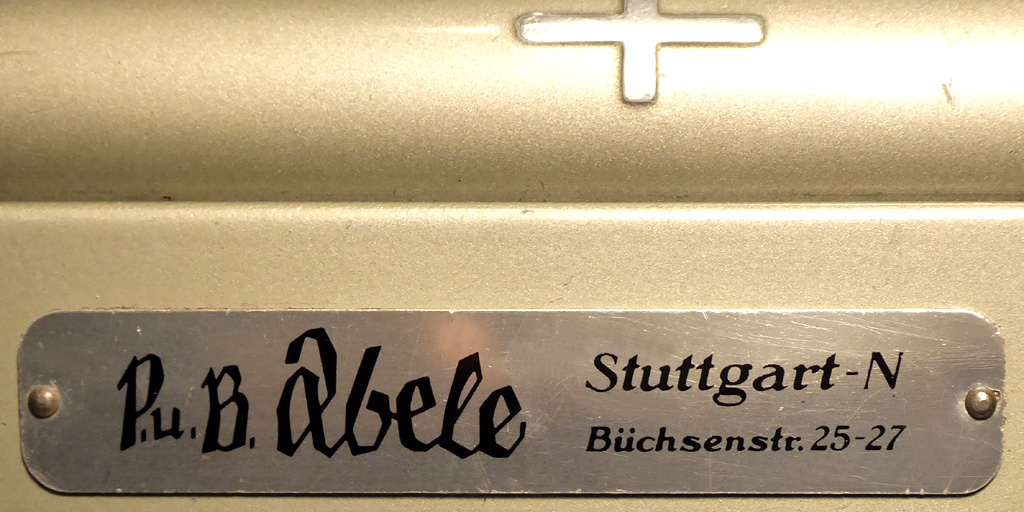 P. u. B. Abele
Stuttgart-N
Büchsenstr. 25-27